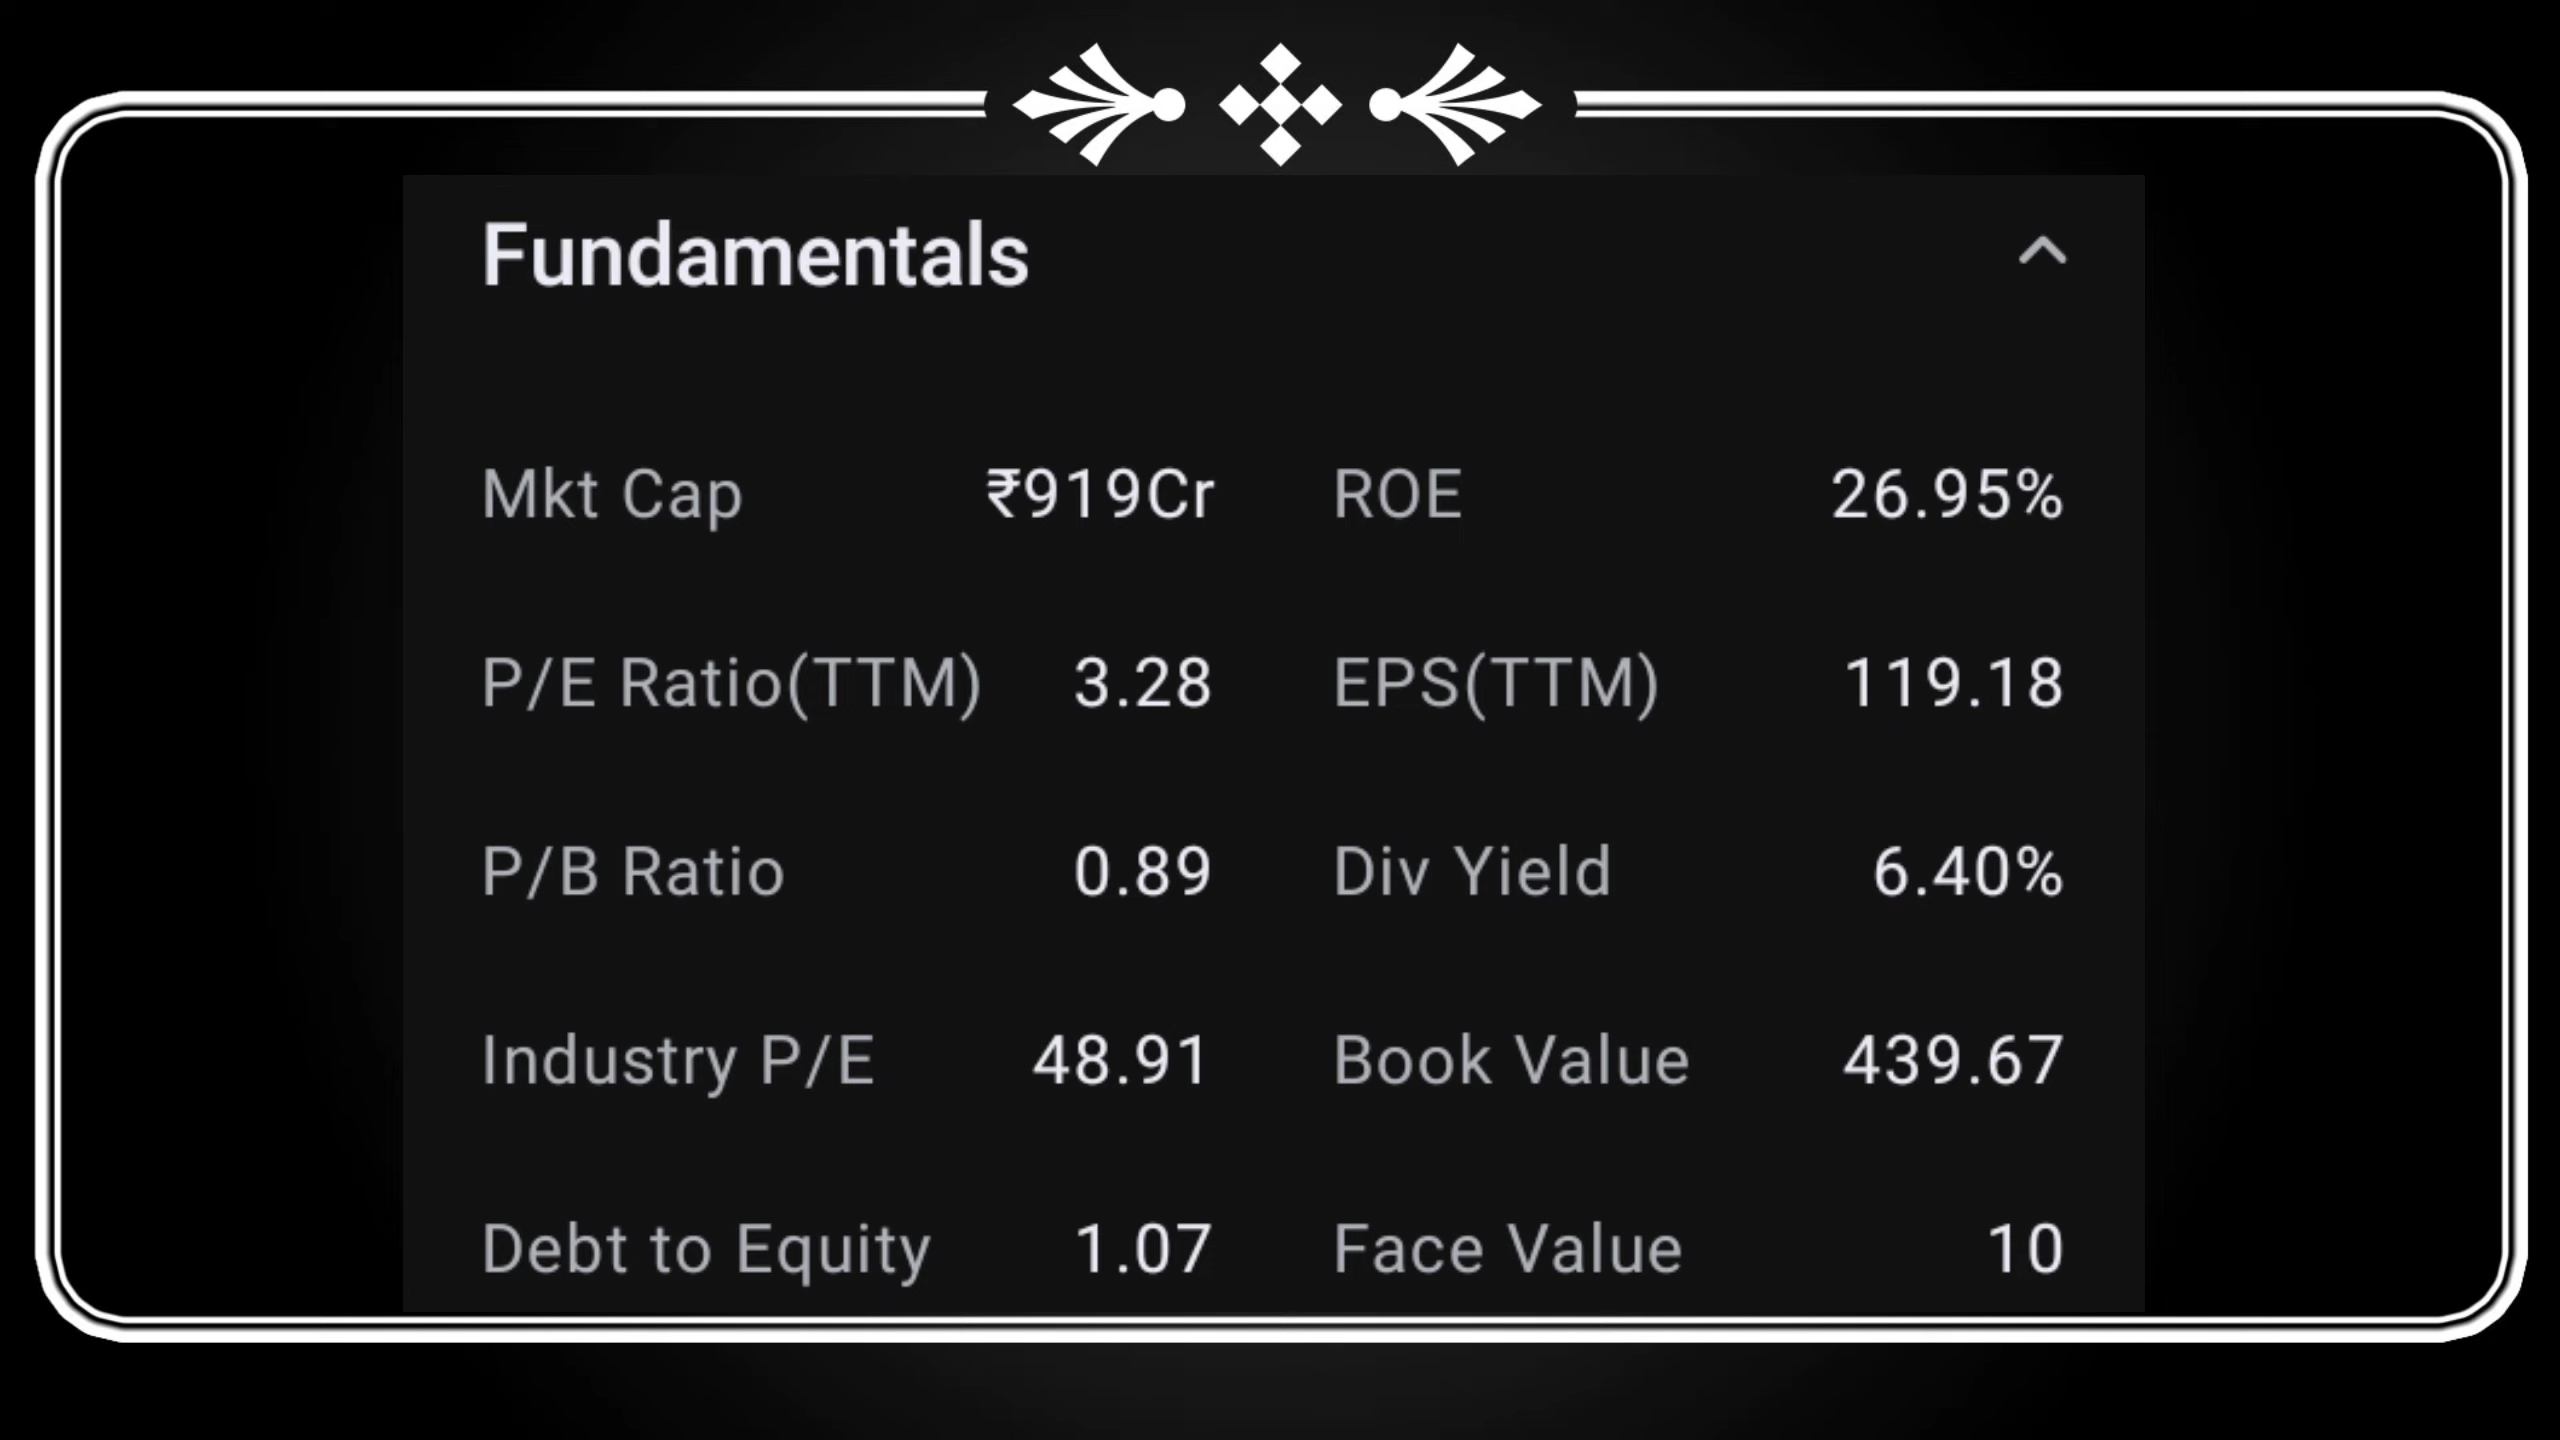 Fundamentals
Mkt Cap ₹919Cr ROE 26.95%
P/E Ratio(TTM) 3.28 EPS(TTM) 119.18
P/B Ratio 0.89 Div Yield 6.40%
Industry P/E 48.91 Book Value 439.67
Debt to Equity 1.07 Face Value 10